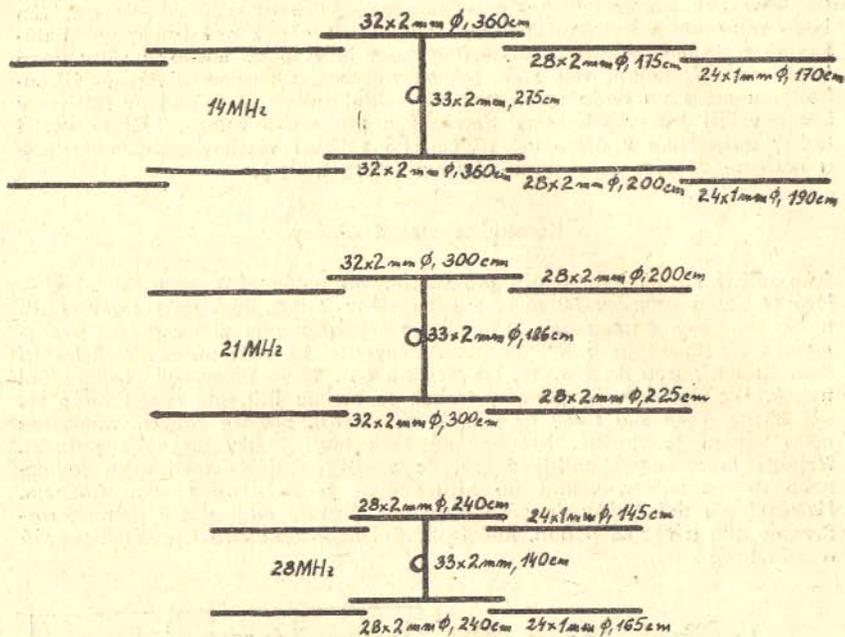 32x2mm ϕ, 360cm
28x2mm ϕ, 175cm
24x1mm ϕ, 170cm
14MHz
33x2mm, 275cm
32x2mm ϕ, 360cm
28x2mm ϕ, 200cm
24x1mm ϕ, 190cm
32x2mm ϕ, 300cm
28x2mm ϕ, 200cm
21MHz
33x2mm ϕ, 186cm
28x2mm ϕ, 225cm
32x2mm ϕ, 300cm
28x2mm ϕ, 240cm
24x1mm ϕ, 145cm
28MHz
33x2mm, 140cm
28x2mm ϕ, 240cm
24x1mm ϕ, 165cm